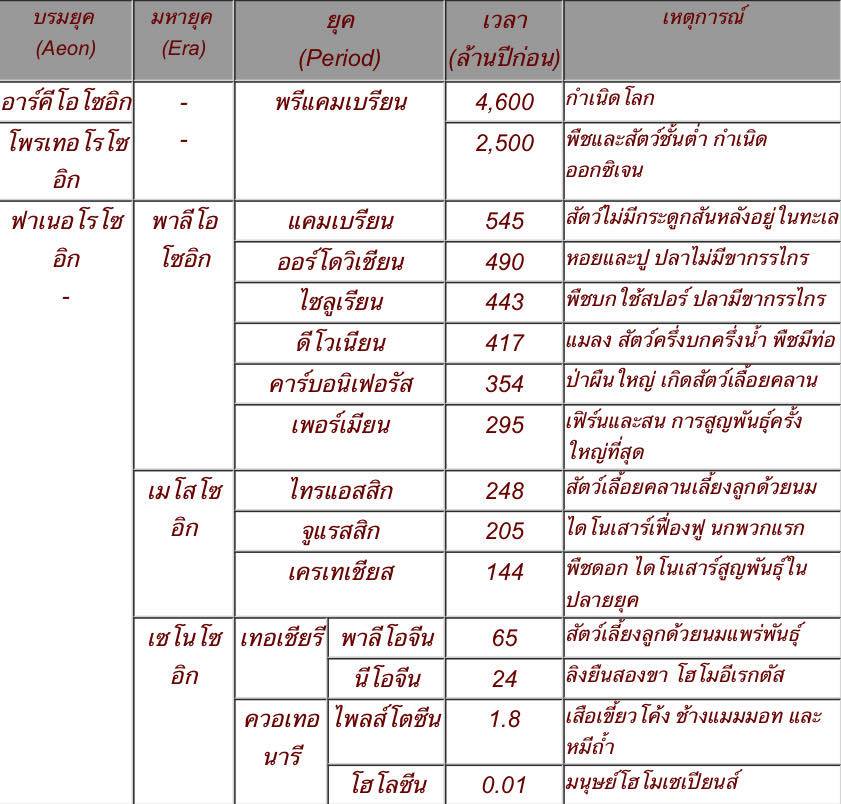 บรมยุค มหายุค ยุค เวลา เหตุการณ์
(Aeon) (Era) (Period) (ล้านปีก่อน)
อาร์คีโอโซอิก - พรีแคมเบรียน 4,600 กำเนิดโลก
โพรเทอโรโซ - 2,500 พืชและสัตว์ชั้นต่ำ กำเนิด
อิก ออกซิเจน
ฟาเนอโรโซ พาลีโอ แคมเบรียน 545 สัตว์ไม่มีกระดูกสันหลังอยู่ในทะเล
อิก โซอิก ออร์โดวิเชียน 490 หอยและปู ปลาไม่มีขากรรไกร
- ไซลูเรียน 443 พืชบกใช้สปอร์ ปลามีขากรรไกร
ดีโวเนียน 417 แมลง สัตว์ครึ่งบกครึ่งน้ำ พืชมีท่อ
คาร์บอนิเฟอรัส 354 ป่าผืนใหญ่ เกิดสัตว์เลื้อยคลาน
เพอร์เมียน 295 เฟิร์นและสน การสูญพันธุ์ครั้ง
ใหญ่ที่สุด
เมโสโซ ไทรแอสสิก 248 สัตว์เลื้อยคลานเลี้ยงลูกด้วยนม
อิก จูแรสสิก 205 ไดโนเสาร์เฟื่องฟู นกพวกแรก
เครเทเชียส 144 พืชดอก ไดโนเสาร์สูญพันธุ์ใน
ปลายยุค
เซโนโซ เทอเชียรี พาลีโอจีน 65 สัตว์เลี้ยงลูกด้วยนมแพร่พันธุ์
อิก นีโอจีน 24 ลิงยืนสองขา โฮโมอีเรกตัส
ควอเทอ ไพลส์โตซีน 1.8 เสือเขี้ยวโค้ง ช้างแมมมอท และ
นารี หมีถ้ำ
โฮโลซีน 0.01 มนุษย์โฮโมเซเปียนส์